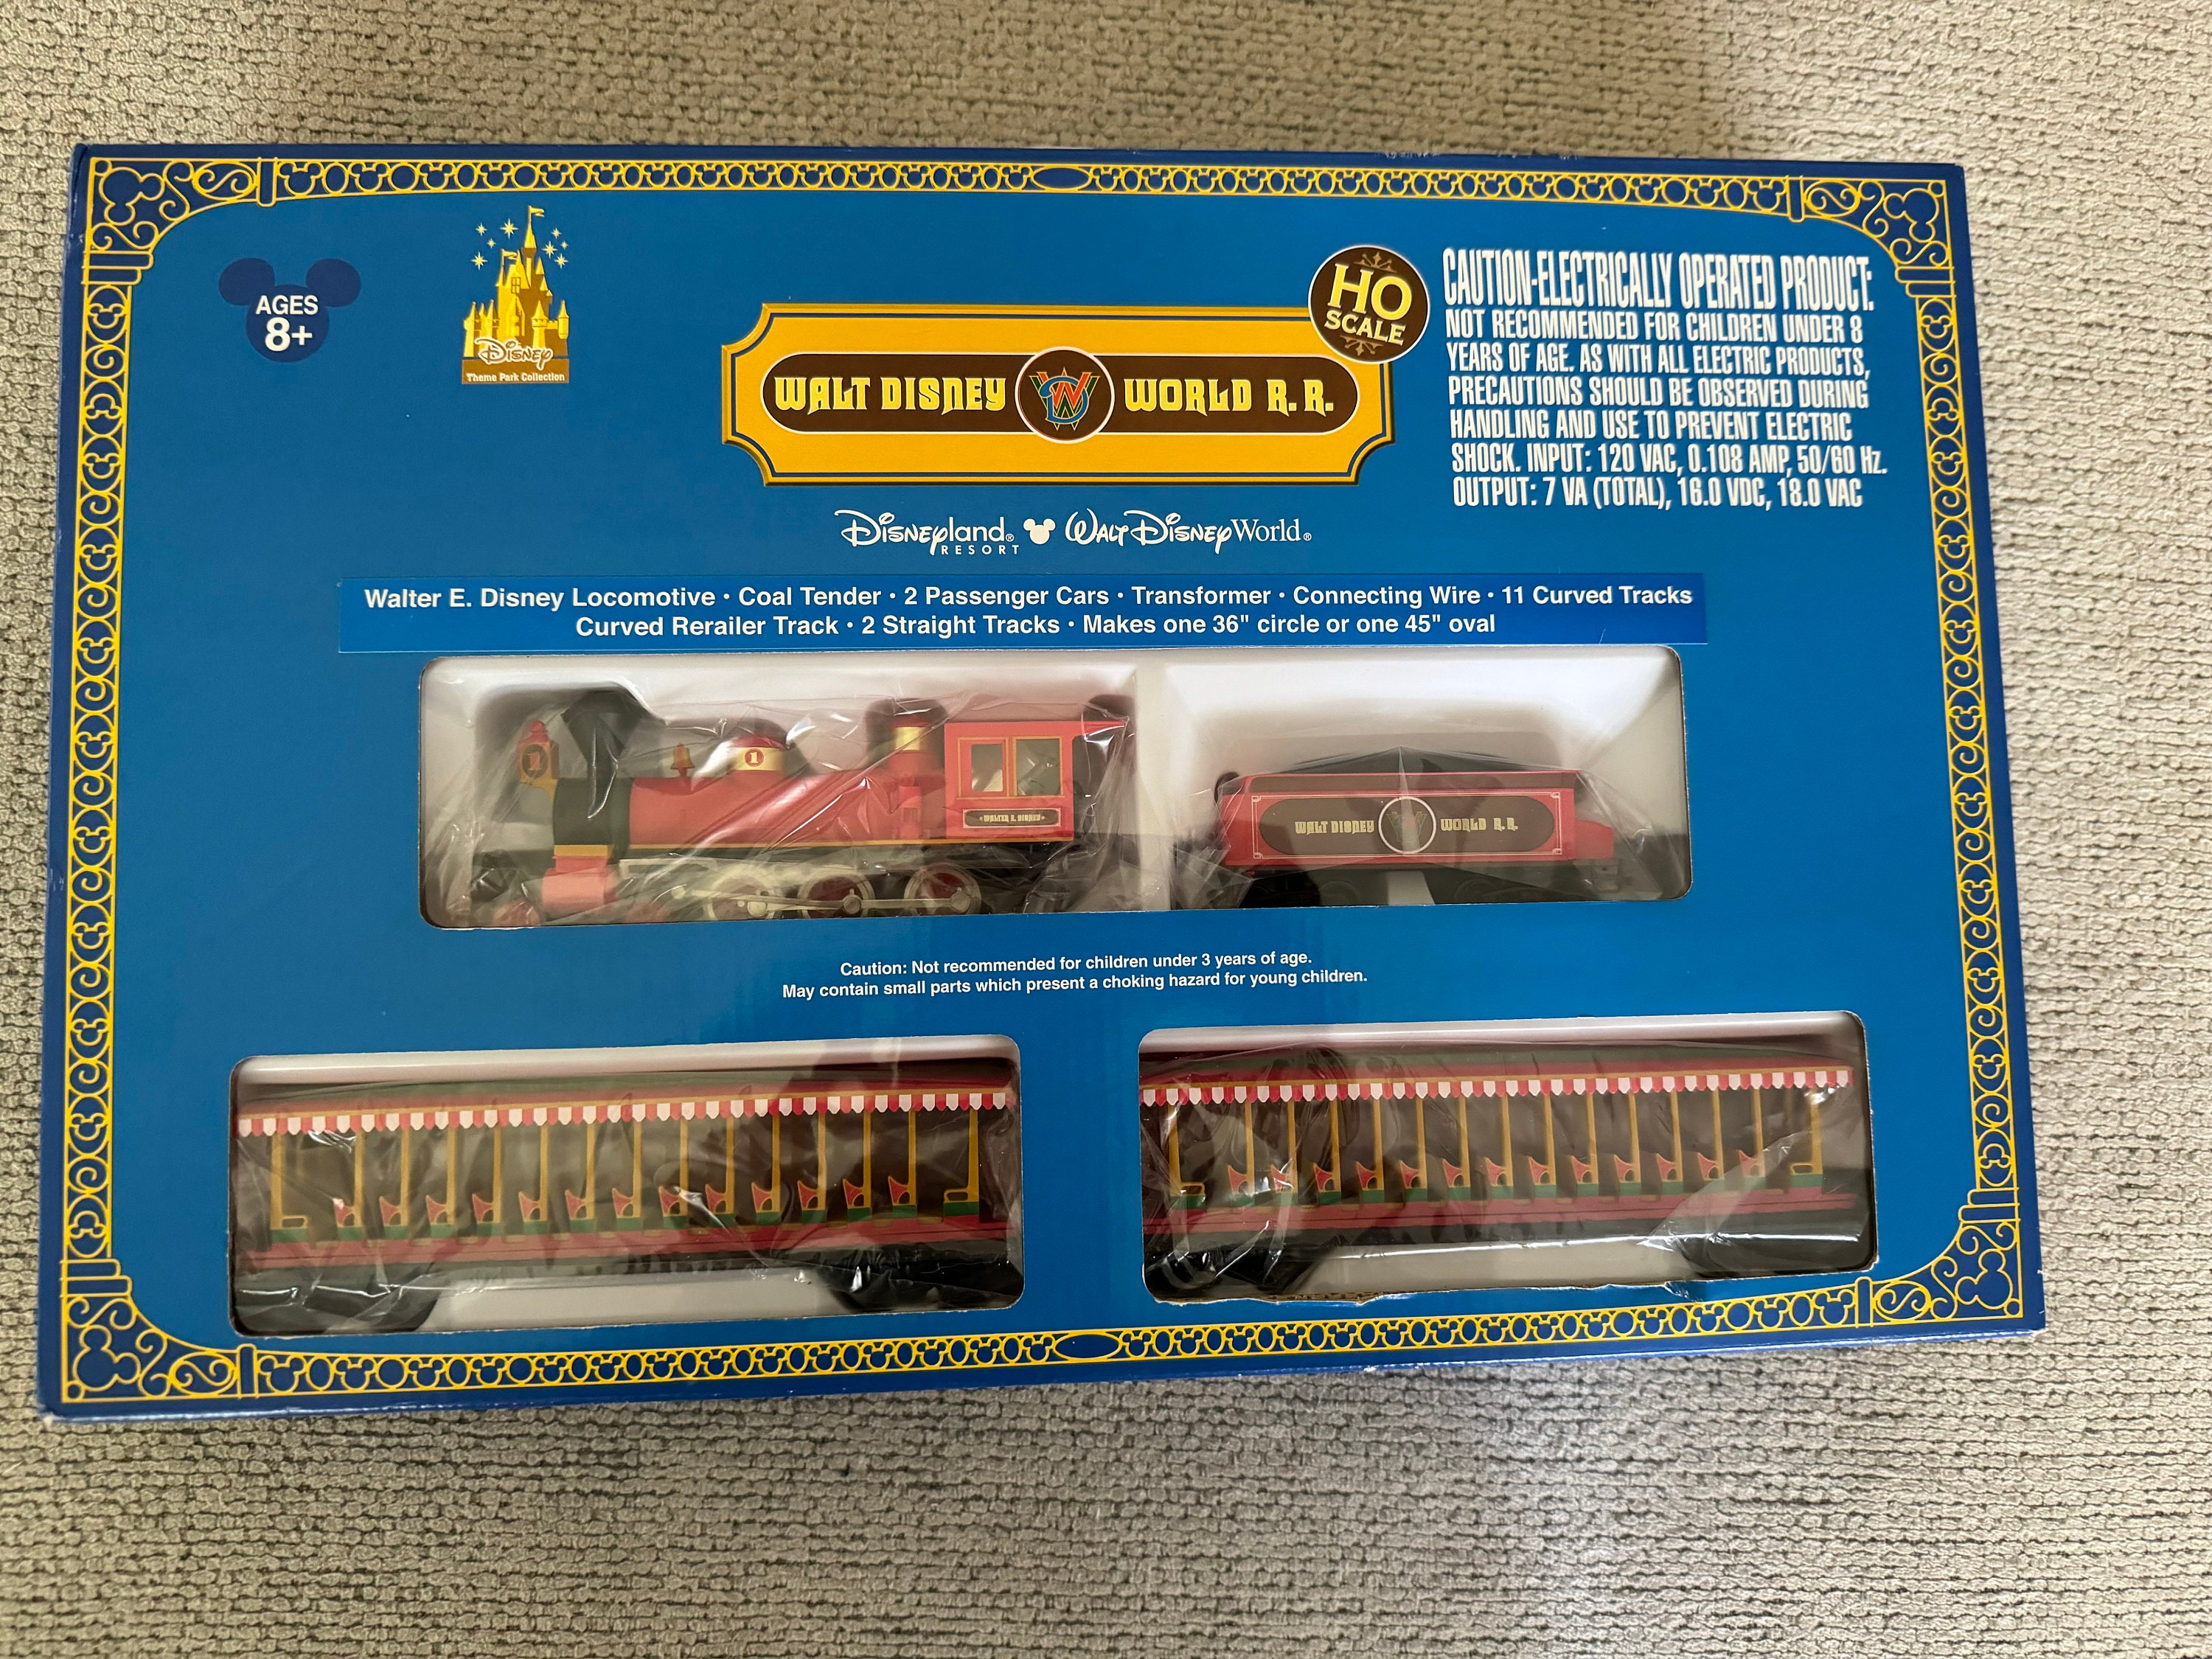 AGES
8+
Disney
Theme Park Collection
WALT DISNEY WORLD R.R.
HO
SCALE
CAUTION-ELECTRICALLY OPERATED PRODUCT:
NOT RECOMMENDED FOR CHILDREN UNDER 8
YEARS OF AGE. AS WITH ALL ELECTRIC PRODUCTS,
PRECAUTIONS SHOULD BE OBSERVED DURING
HANDLING AND USE TO PREVENT ELECTRIC
SHOCK. INPUT: 120 VAC, 0.108 AMP, 50/60 Hz.
OUTPUT: 7 VA (TOTAL), 16.0 VDC, 18.0 VAC
Disneyland® Walt Disney World®
RESORT
Walter E. Disney Locomotive • Coal Tender • 2 Passenger Cars • Transformer • Connecting Wire • 11 Curved Tracks
Curved Rerailer Track • 2 Straight Tracks • Makes one 36" circle or one 45" oval
1
1
WALTER E. DISNEY
WALT DISNEY WORLD R.R.
Caution: Not recommended for children under 3 years of age.
May contain small parts which present a choking hazard for young children.